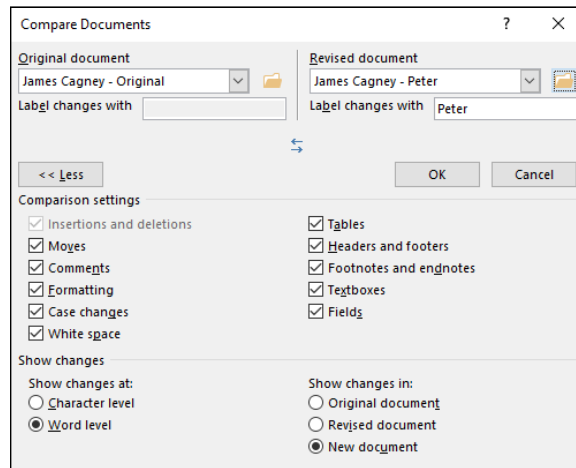 Compare Documents ?
Original document Revised document
James Cagney - Original James Cagney - Peter
Label changes with Label changes with Peter
<< Less OK Cancel
Comparison settings
Insertions and deletions Tables
Moves Headers and footers
Comments Footnotes and endnotes
Formatting Textboxes
Case changes Fields
White space
Show changes
Show changes at: Show changes in:
Character level Original document
Word level Revised document
New document